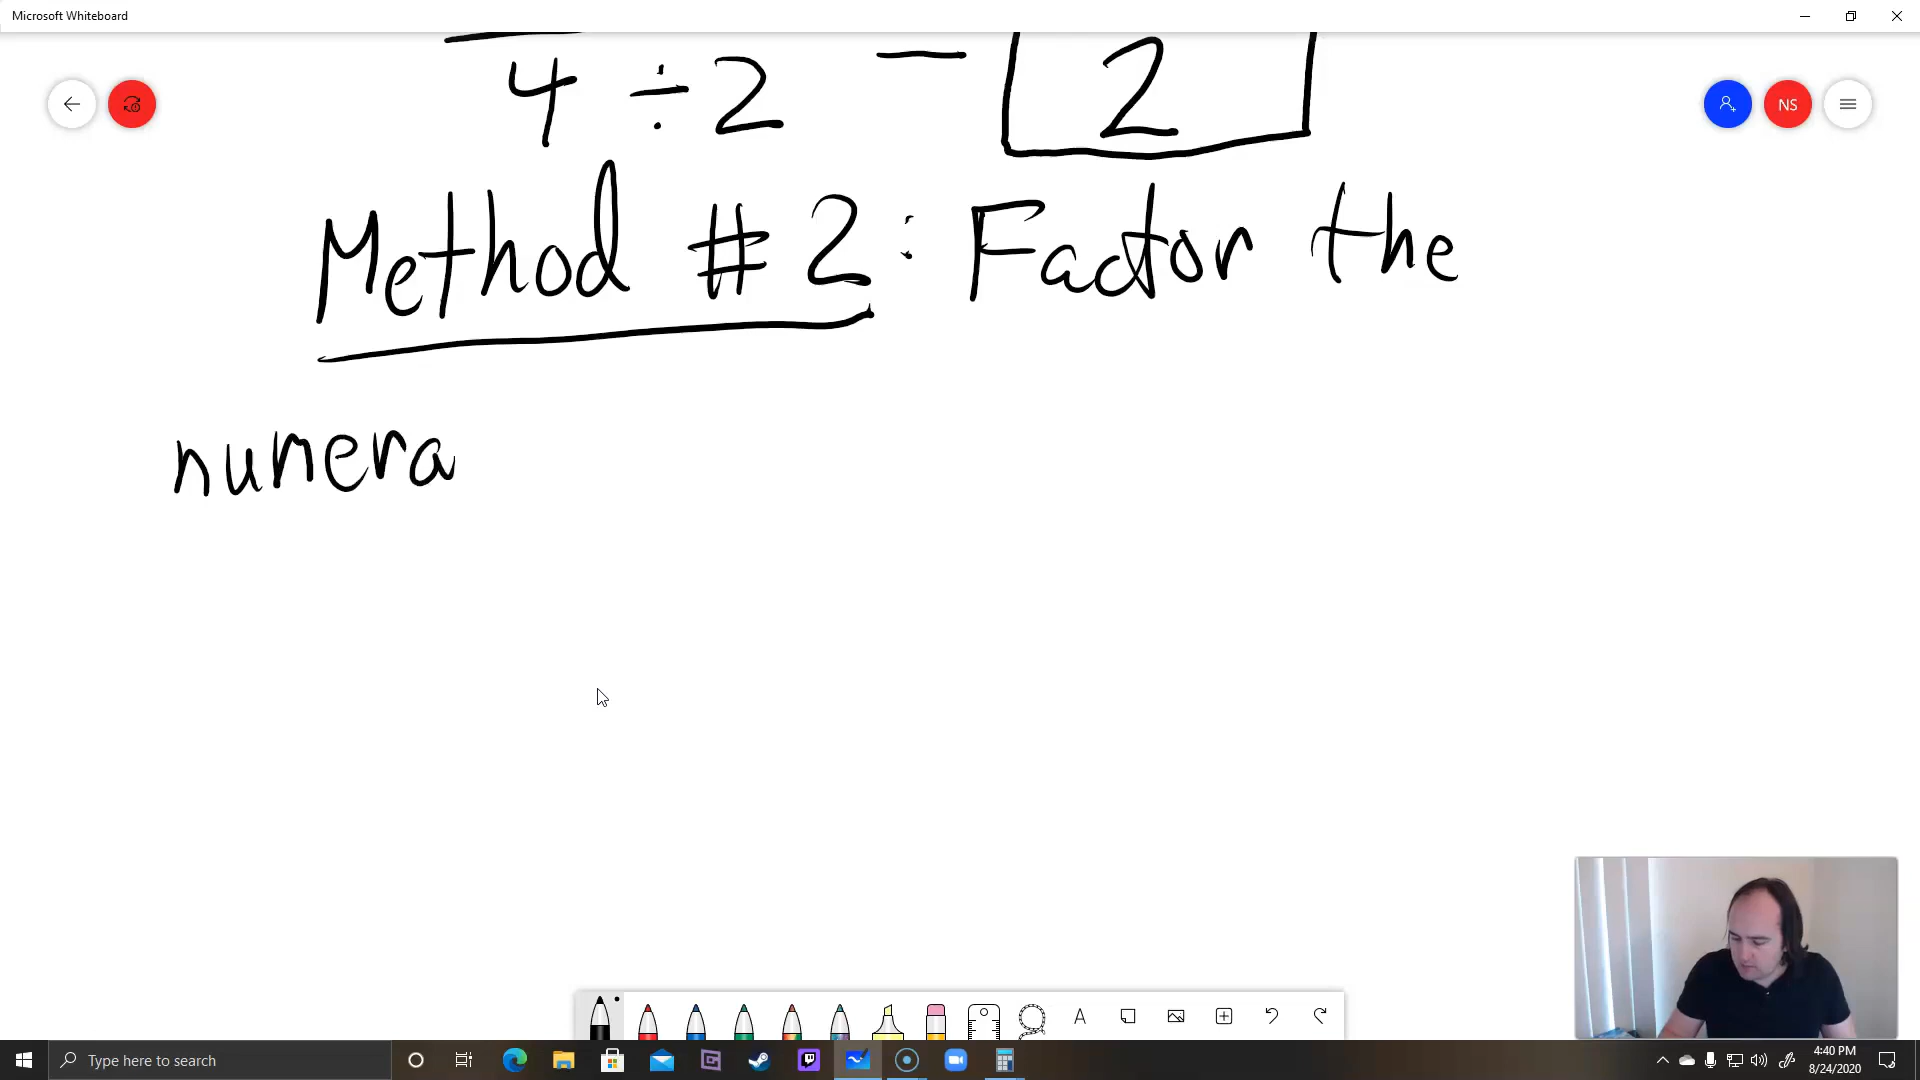 Microsoft Whiteboard
4 ÷ 2 = 2
NS
Method # 2 : Factor the
numera
A
Type here to search
4:40 PM
8/24/2020